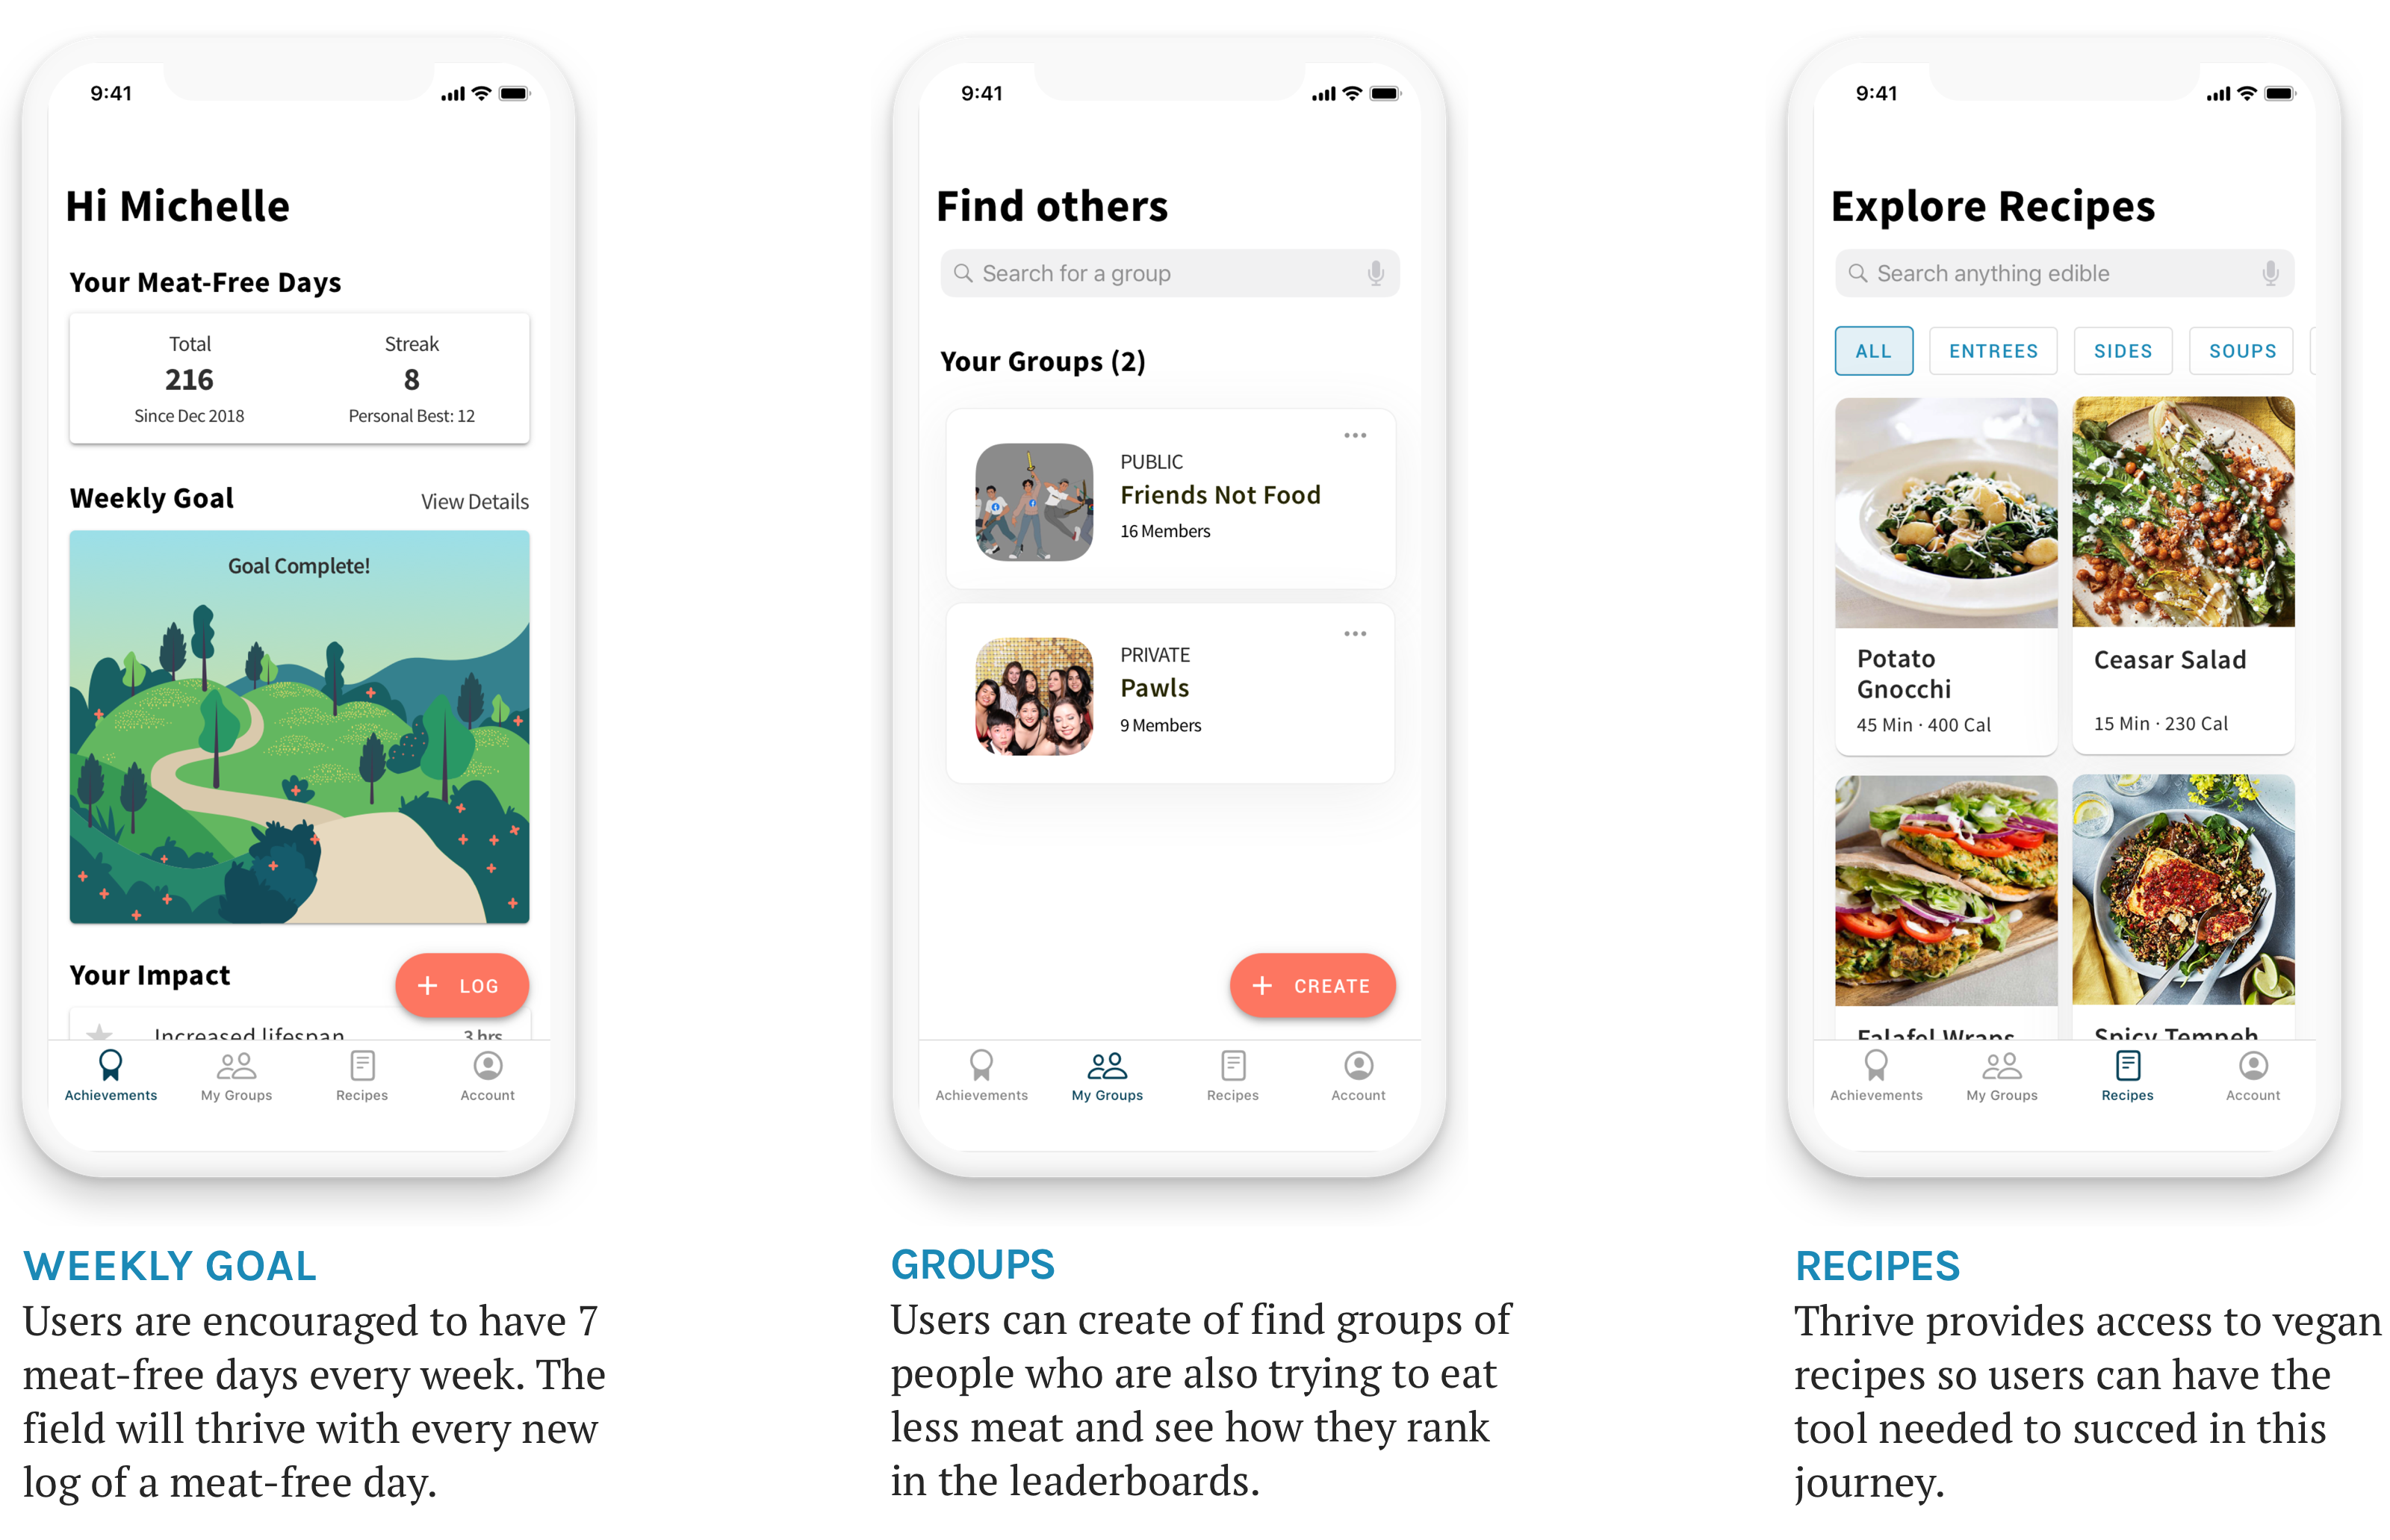 9:41
Hi Michelle
Your Meat-Free Days
Total
216
Since Dec 2018
Streak
8
Personal Best: 12
Weekly Goal
View Details
Goal Complete!
Your Impact
+ LOG
Increased lifespan
3 hrs
Achievements
My Groups
Recipes
Account
WEEKLY GOAL
Users are encouraged to have 7
meat-free days every week. The
field will thrive with every new
log of a meat-free day.
9:41
Find others
Search for a group
Your Groups (2)
PUBLIC
Friends Not Food
16 Members
PRIVATE
Pawls
9 Members
+ CREATE
Achievements
My Groups
Recipes
Account
GROUPS
Users can create of find groups of
people who are also trying to eat
less meat and see how they rank
in the leaderboards.
9:41
Explore Recipes
Search anything edible
ALL
ENTREES
SIDES
SOUPS
Potato
Gnocchi
45 Min · 400 Cal
Ceasar Salad
15 Min · 230 Cal
Falafel Wraps
Spicy Tempeh
Achievements
My Groups
Recipes
Account
RECIPES
Thrive provides access to vegan
recipes so users can have the
tool needed to succed in this
journey.